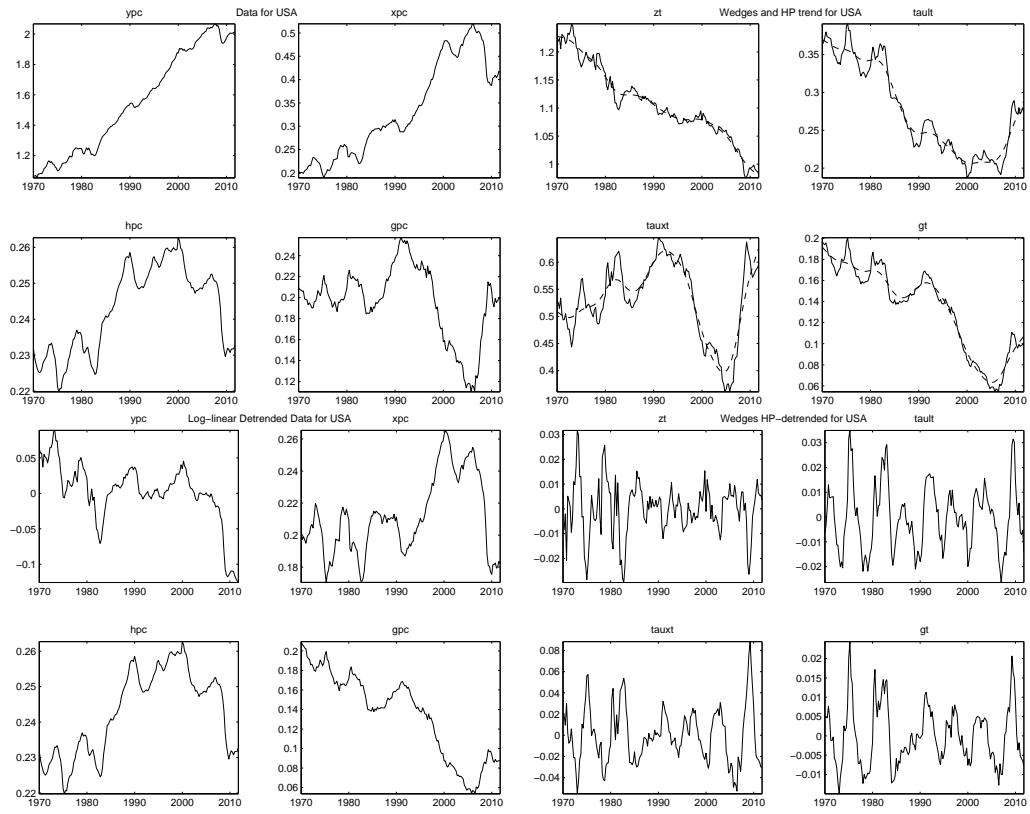 Data for USA
Wedges and HP trend for USA
ypc
xpc
zt
tault
2
1.8
1.6
1.4
1.2
1970 1980 1990 2000 2010
0.5
0.4
0.3
0.2
1970 1980 1990 2000 2010
1.2
1.15
1.1
1.05
1
1970 1980 1990 2000 2010
0.35
0.3
0.25
0.2
1970 1980 1990 2000 2010
hpc
gpc
tauxt
gt
0.26
0.25
0.24
0.23
0.22
1970 1980 1990 2000 2010
0.24
0.22
0.2
0.18
0.16
0.14
0.12
1970 1980 1990 2000 2010
0.6
0.55
0.5
0.45
0.4
1970 1980 1990 2000 2010
0.2
0.18
0.16
0.14
0.12
0.1
0.08
0.06
1970 1980 1990 2000 2010
Log−linear Detrended Data for USA
Wedges HP−detrended for USA
ypc
xpc
zt
tault
0.05
0
−0.05
−0.1
1970 1980 1990 2000 2010
0.26
0.24
0.22
0.2
0.18
1970 1980 1990 2000 2010
0.03
0.02
0.01
0
−0.01
−0.02
1970 1980 1990 2000 2010
0.03
0.02
0.01
0
−0.01
−0.02
1970 1980 1990 2000 2010
hpc
gpc
tauxt
gt
0.26
0.25
0.24
0.23
0.22
1970 1980 1990 2000 2010
0.2
0.18
0.16
0.14
0.12
0.1
0.08
0.06
1970 1980 1990 2000 2010
0.08
0.06
0.04
0.02
0
−0.02
−0.04
1970 1980 1990 2000 2010
0.02
0.015
0.01
0.005
0
−0.005
−0.01
1970 1980 1990 2000 2010